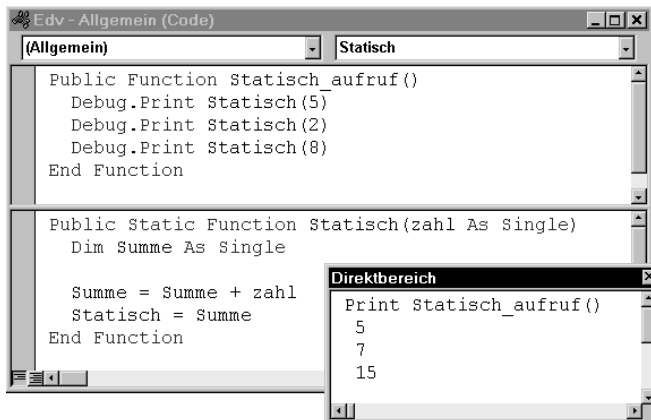 Edv - Allgemein (Code)
(Allgemein) Statisch
Public Function Statisch_aufruf()
Debug.Print Statisch(5)
Debug.Print Statisch(2)
Debug.Print Statisch(8)
End Function
Public Static Function Statisch(zahl As Single)
Dim Summe As Single
Summe = Summe + zahl
Statisch = Summe
End Function
Direktbereich
Print Statisch_aufruf()
5
7
15